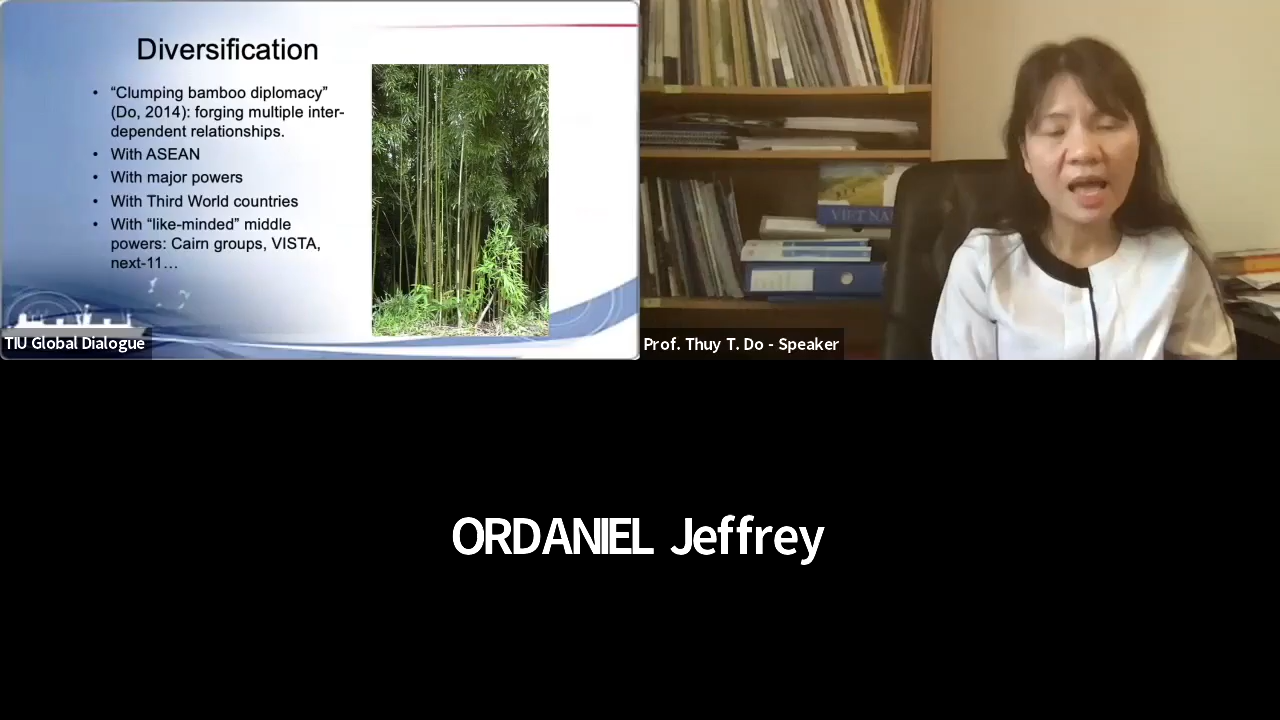 Diversification
• “Clumping bamboo diplomacy”
(Do, 2014): forging multiple inter-
dependent relationships.
• With ASEAN
• With major powers
• With Third World countries
• With “like-minded” middle
powers: Cairn groups, VISTA,
next-11…
TIU Global Dialogue
VIET NA
Prof. Thuy T. Do - Speaker
ORDANIEL Jeffrey